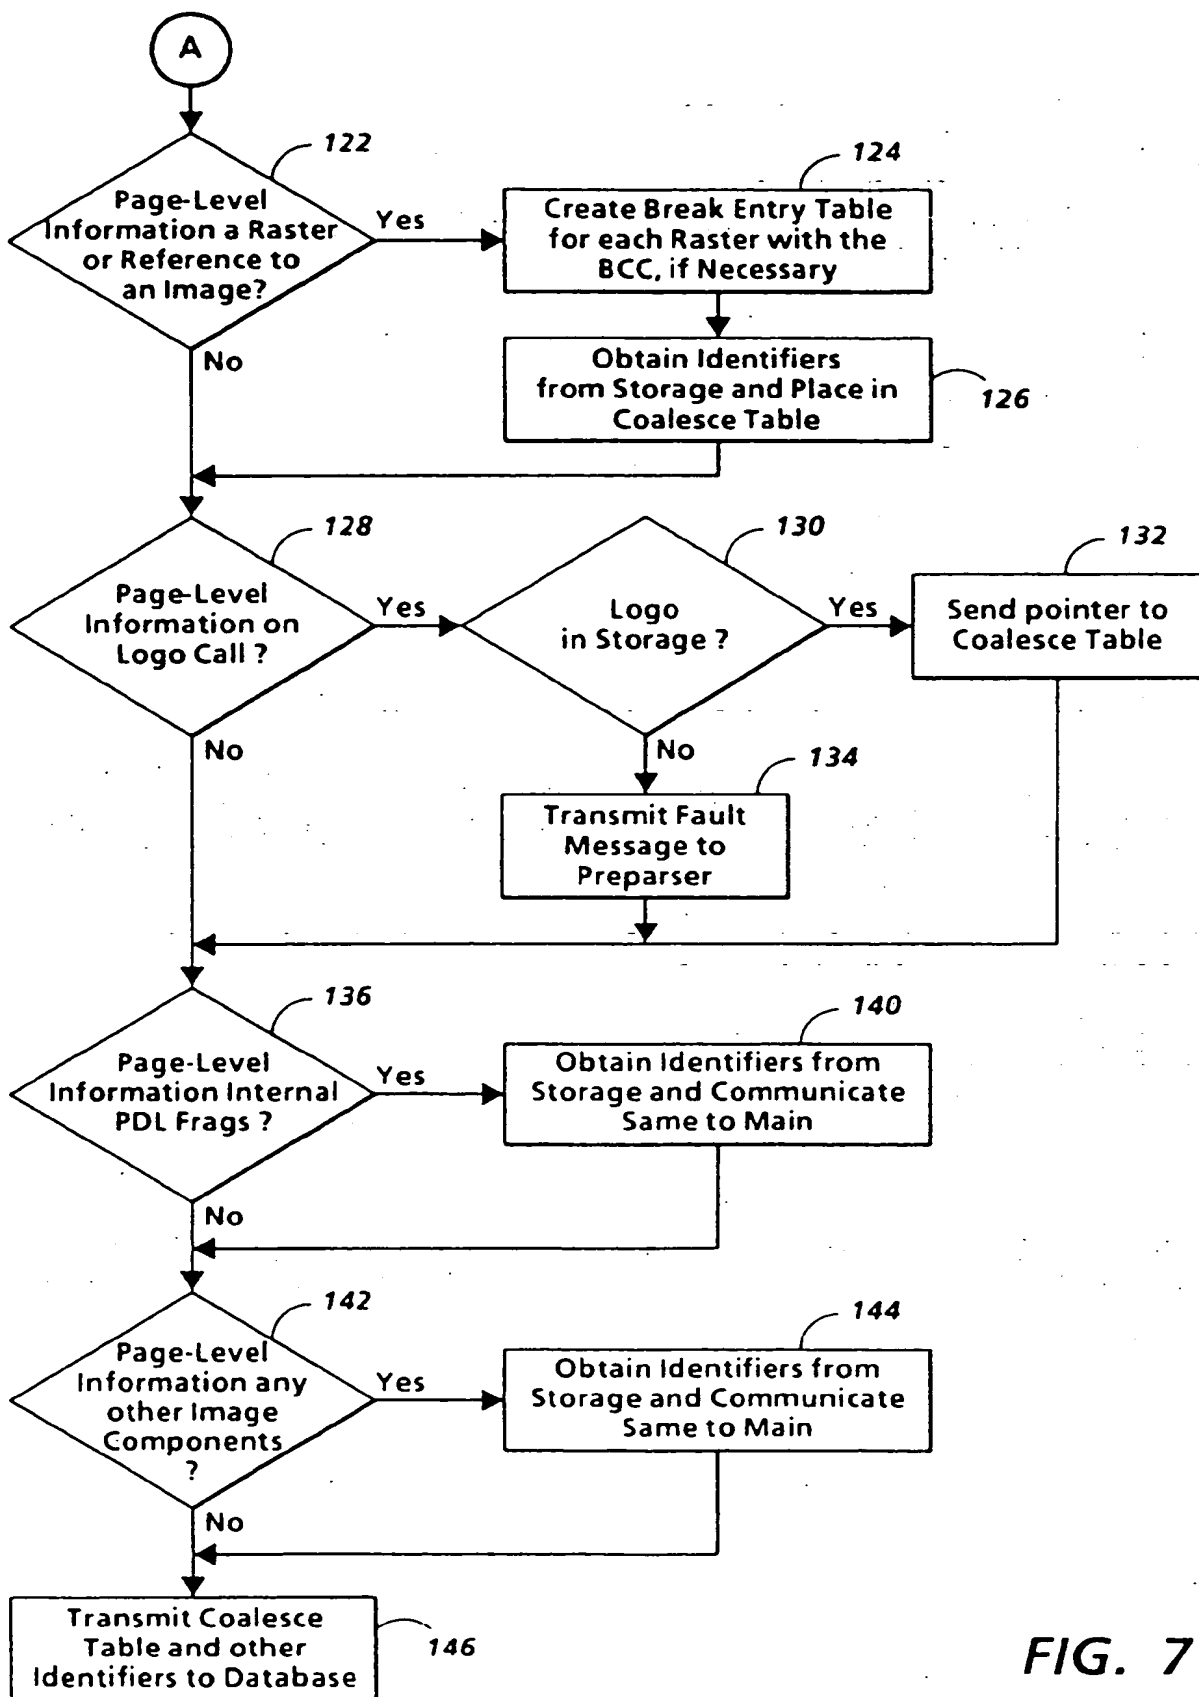 A
122
Page-Level
Information a Raster
or Reference to
an Image?
Yes
No
124
Create Break Entry Table
for each Raster with the
BCC, if Necessary
Obtain Identifiers
from Storage and Place in
Coalesce Table
126
128
Page-Level
Information on
Logo Call ?
Yes
No
130
Logo
in Storage ?
Yes
No
132
Send pointer to
Coalesce Table
134
Transmit Fault
Message to
Preparser
136
Page-Level
Information Internal
PDL Frags ?
Yes
No
140
Obtain Identifiers from
Storage and Communicate
Same to Main
142
Page-Level
Information any
other Image
Components
?
Yes
No
144
Obtain Identifiers from
Storage and Communicate
Same to Main
Transmit Coalesce
Table and other
Identifiers to Database
146
FIG. 7